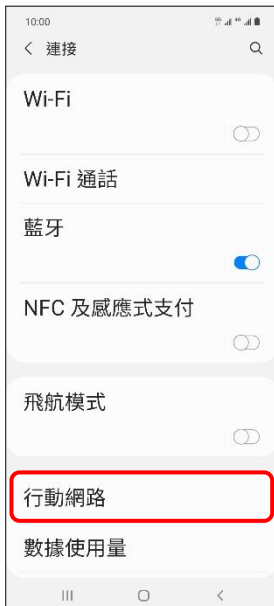 10:00
連接
Wi-Fi
Wi-Fi 通話
藍牙
NFC 及感應式支付
飛航模式
行動網路
數據使用量